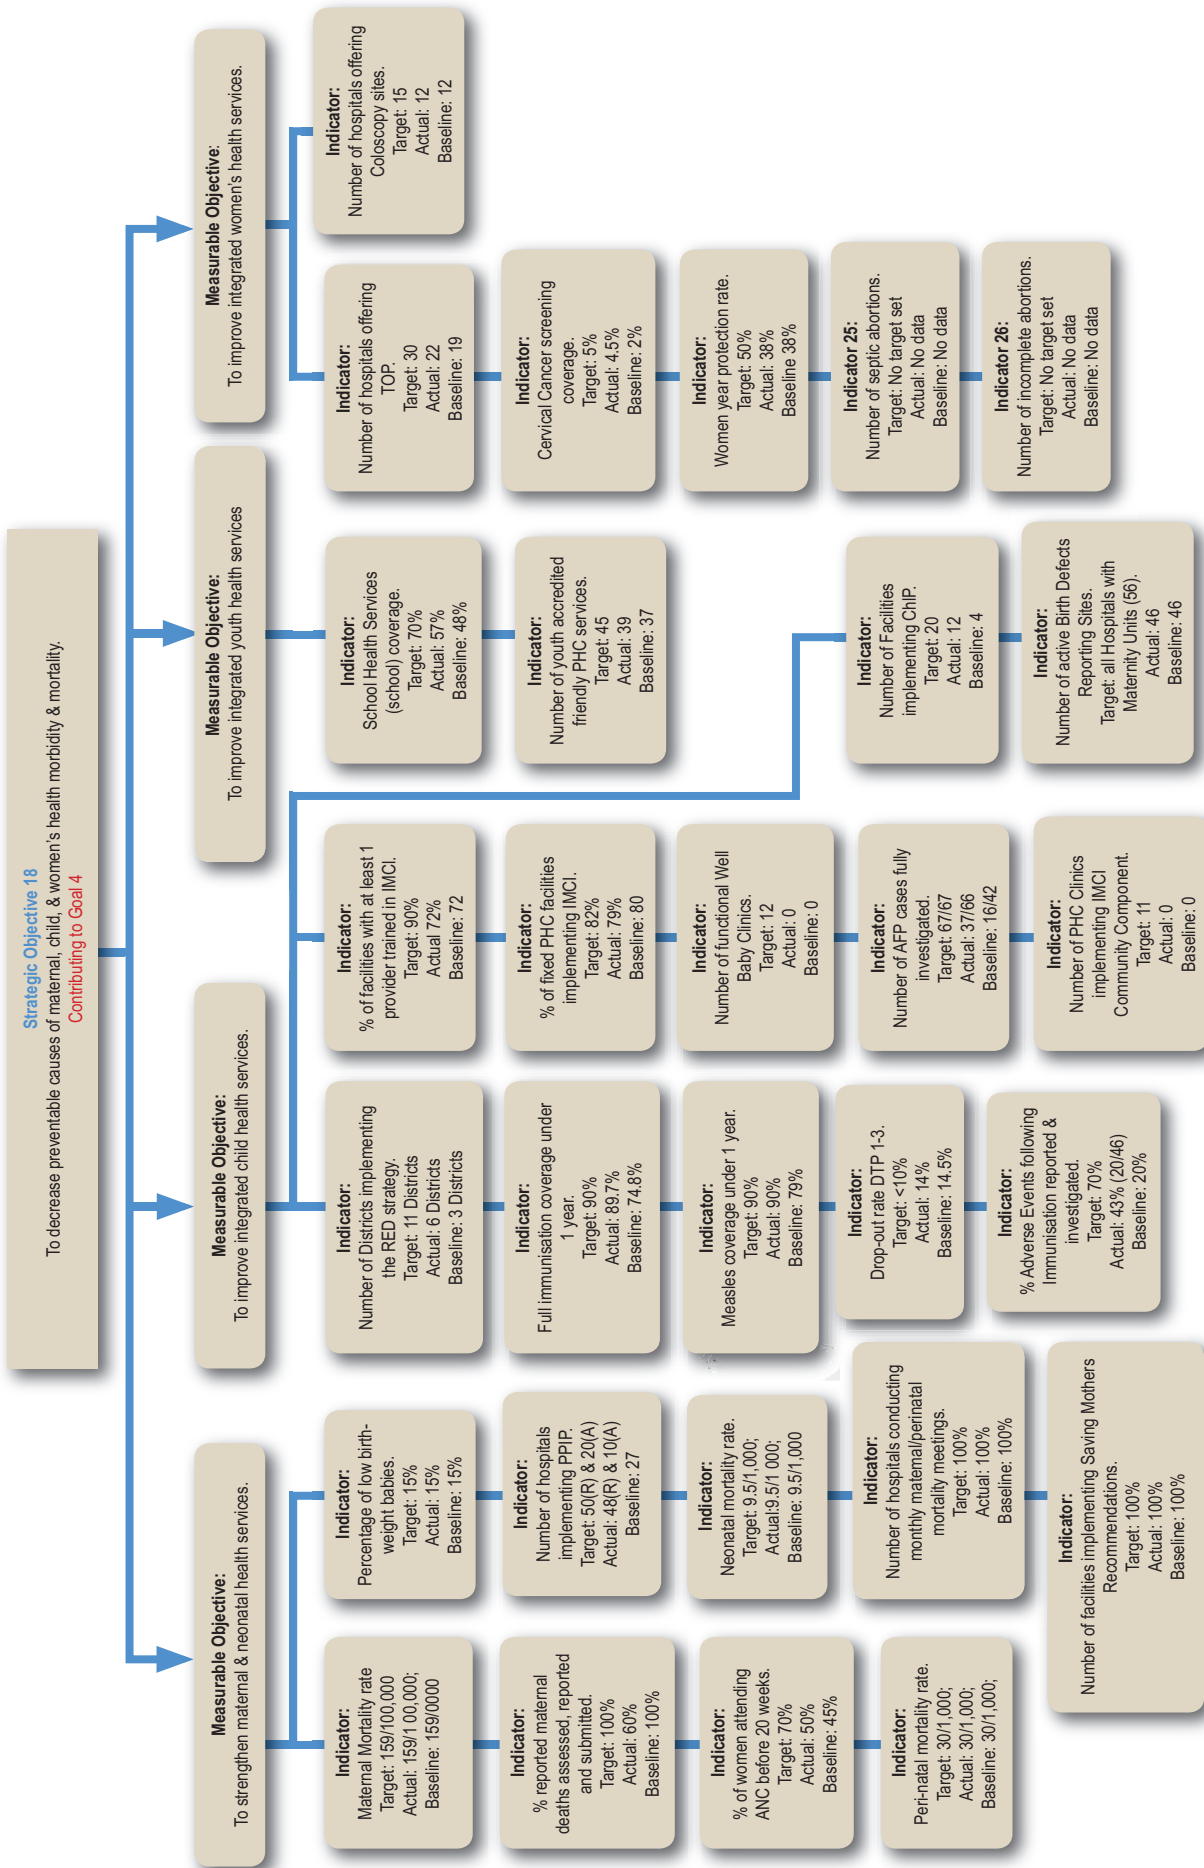 Strategic Objective 18
To decrease preventable causes of maternal, child, & women's health morbidity & mortality.
Contributing to Goal 4
Measurable Objective:
To strengthen maternal & neonatal health services.
Indicator:
Maternal Mortality rate
Target: 159/100,000
Actual: 159/1 00,000;
Baseline: 159/0000
Indicator:
% reported maternal
deaths assessed, reported
and submitted.
Target: 100%
Actual: 60%
Baseline: 100%
Indicator:
% of women attending
ANC before 20 weeks.
Target: 70%
Actual: 50%
Baseline: 45%
Indicator:
Peri-natal mortality rate.
Target: 30/1,000;
Actual: 30/1,000;
Baseline: 30/1,000;
Indicator:
Percentage of low birth-
weight babies.
Target: 15%
Actual: 15%
Baseline: 15%
Indicator:
Number of hospitals
implementing PPIP.
Target: 50(R) & 20(A)
Actual: 48(R) & 10(A)
Baseline: 27
Indicator:
Neonatal mortality rate.
Target: 9.5/1,000;
Actual:9.5/1 000;
Baseline: 9.5/1,000
Indicator:
Number of hospitals conducting
monthly maternal/perinatal
mortality meetings.
Target: 100%
Actual: 100%
Baseline: 100%
Indicator:
Number of facilities implementing Saving Mothers
Recommendations.
Target: 100%
Actual: 100%
Baseline: 100%
Measurable Objective:
To improve integrated child health services.
Indicator:
Number of Districts implementing
the RED strategy.
Target: 11 Districts
Actual: 6 Districts
Baseline: 3 Districts
Indicator:
Full immunisation coverage under
1 year.
Target: 90%
Actual: 89.7%
Baseline: 74.8%
Indicator:
Measles coverage under 1 year.
Target: 90%
Actual: 90%
Baseline: 79%
Indicator:
Drop-out rate DTP 1-3.
Target: <10%
Actual: 14%
Baseline: 14.5%
Indicator:
% Adverse Events following
Immunisation reported &
investigated.
Target: 70%
Actual: 43% (20/46)
Baseline: 20%
Indicator:
% of facilities with at least 1
provider trained in IMCI.
Target: 90%
Actual 72%
Baseline: 72
Indicator:
% of fixed PHC facilities
implementing IMCI.
Target: 82%
Actual: 79%
Baseline: 80
Indicator:
Number of functional Well
Baby Clinics.
Target: 12
Actual: 0
Baseline: 0
Indicator:
Number of AFP cases fully
investigated.
Target: 67/67
Actual: 37/66
Baseline: 16/42
Indicator:
Number of PHC Clinics
implementing IMCI
Community Component.
Target: 11
Actual: 0
Baseline: 0
Indicator:
Number of Facilities
implementing ChIP.
Target: 20
Actual: 12
Baseline: 4
Indicator:
Number of active Birth Defects
Reporting Sites.
Target: all Hospitals with
Maternity Units (56).
Actual: 46
Baseline: 46
Measurable Objective:
To improve integrated youth health services
Indicator:
School Health Services
(school) coverage.
Target: 70%
Actual: 57%
Baseline: 48%
Indicator:
Number of youth accredited
friendly PHC services.
Target: 45
Actual: 39
Baseline: 37
Measurable Objective:
To improve integrated women's health services.
Indicator:
Number of hospitals offering
TOP.
Target: 30
Actual: 22
Baseline: 19
Indicator:
Cervical Cancer screening
coverage.
Target: 5%
Actual: 4.5%
Baseline: 2%
Indicator:
Women year protection rate.
Target: 50%
Actual: 38%
Baseline 38%
Indicator 25:
Number of septic abortions.
Target: No target set
Actual: No data
Baseline: No data
Indicator 26:
Number of incomplete abortions.
Target: No target set
Actual: No data
Baseline: No data
Indicator:
Number of hospitals offering
Coloscopy sites.
Target: 15
Actual: 12
Baseline: 12